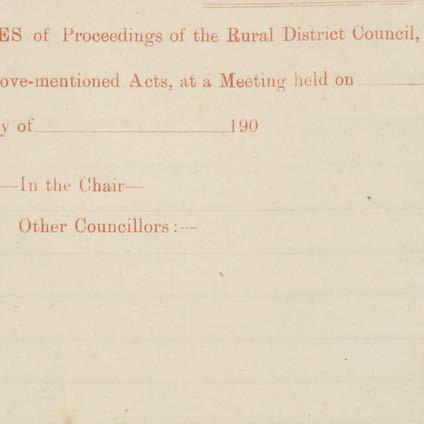 ES of Proceedings of the Rural District Council,
ove-mentioned Acts, at a Meeting held on
y of 190
—In the Chair—
Other Councillors :—